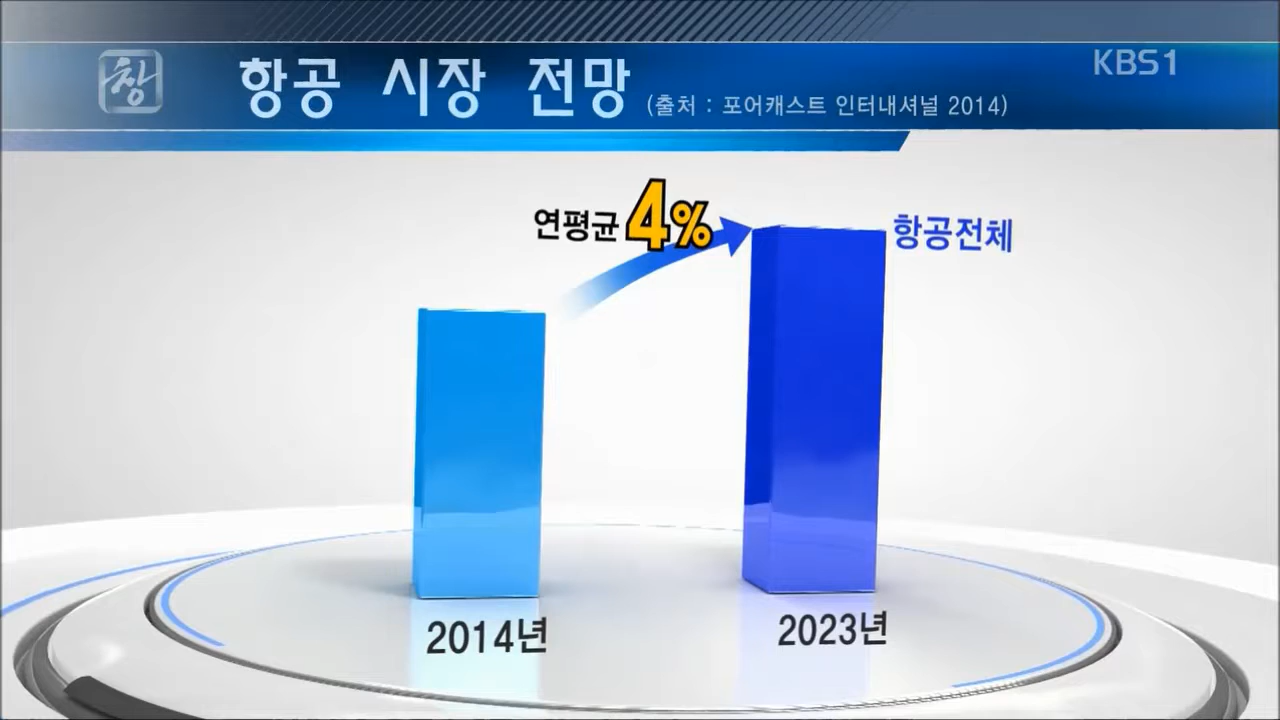 창
항공 시장 전망 (출처 : 포어캐스트 인터내셔널 2014)
KBS1
연평균 4%
항공전체
2014년
2023년